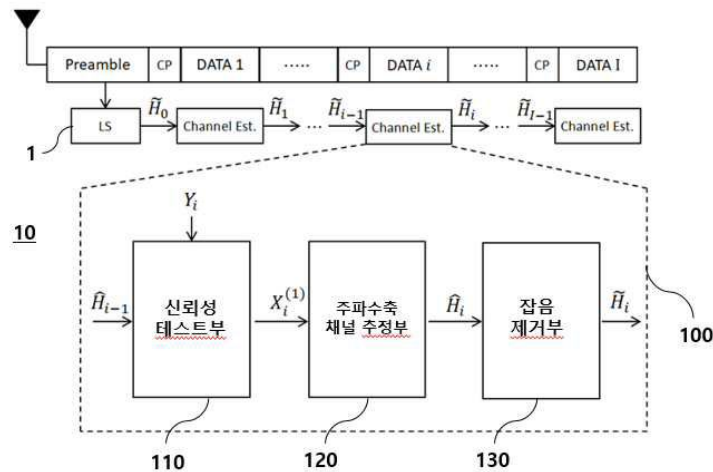 Preamble CP DATA 1 ..... CP DATA i ..... CP DATA I
LS H̃₀ Channel Est. H̃₁ ... H̃ᵢ₋₁ Channel Est. H̃ᵢ ... H̃_{I-1} Channel Est.
1
10
Yᵢ
Ĥᵢ₋₁ Xᵢ⁽¹⁾ Ĥᵢ H̃ᵢ
신뢰성 주파수축 잡음
테스트부 채널 추정부 제거부
100
110 120 130